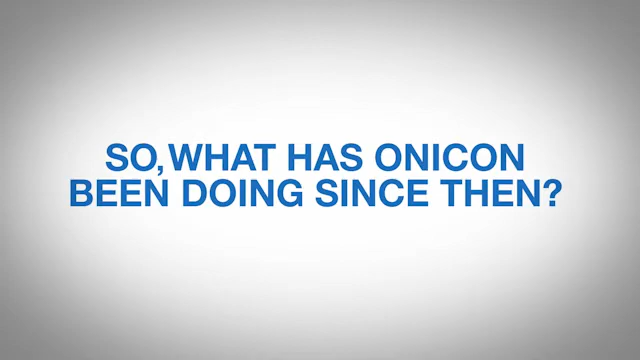 SO, WHAT HAS ONICON
BEEN DOING SINCE THEN?